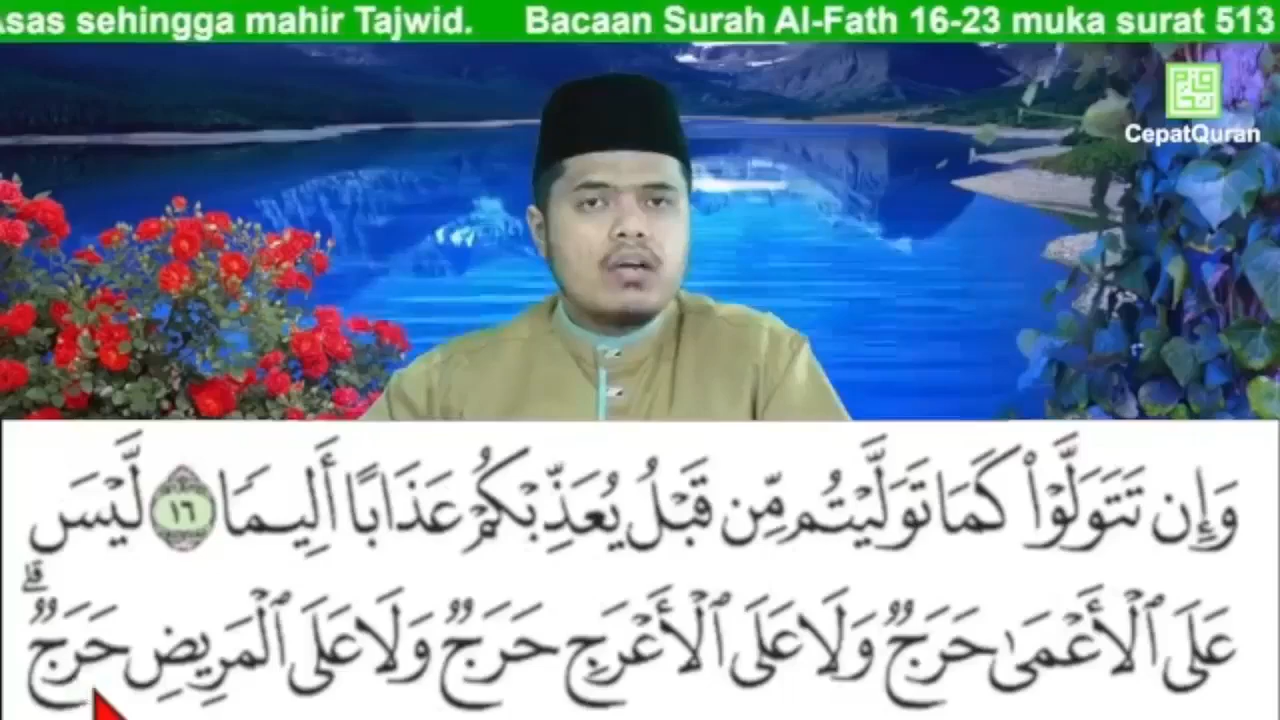 Asas sehingga mahir Tajwid. Bacaan Surah Al-Fath 16-23 muka surat 513
CepatQuran
وَإِن تَتَوَلَّوْا۟ كَمَا تَوَلَّيْتُم مِّن قَبْلُ يُعَذِّبْكُمْ عَذَابًا أَلِيمًا ١٦ لَّيْسَ
عَلَى ٱلْأَعْمَىٰ حَرَجٌ وَلَا عَلَى ٱلْأَعْرَجِ حَرَجٌ وَلَا عَلَى ٱلْمَرِيضِ حَرَجٌ ۗ